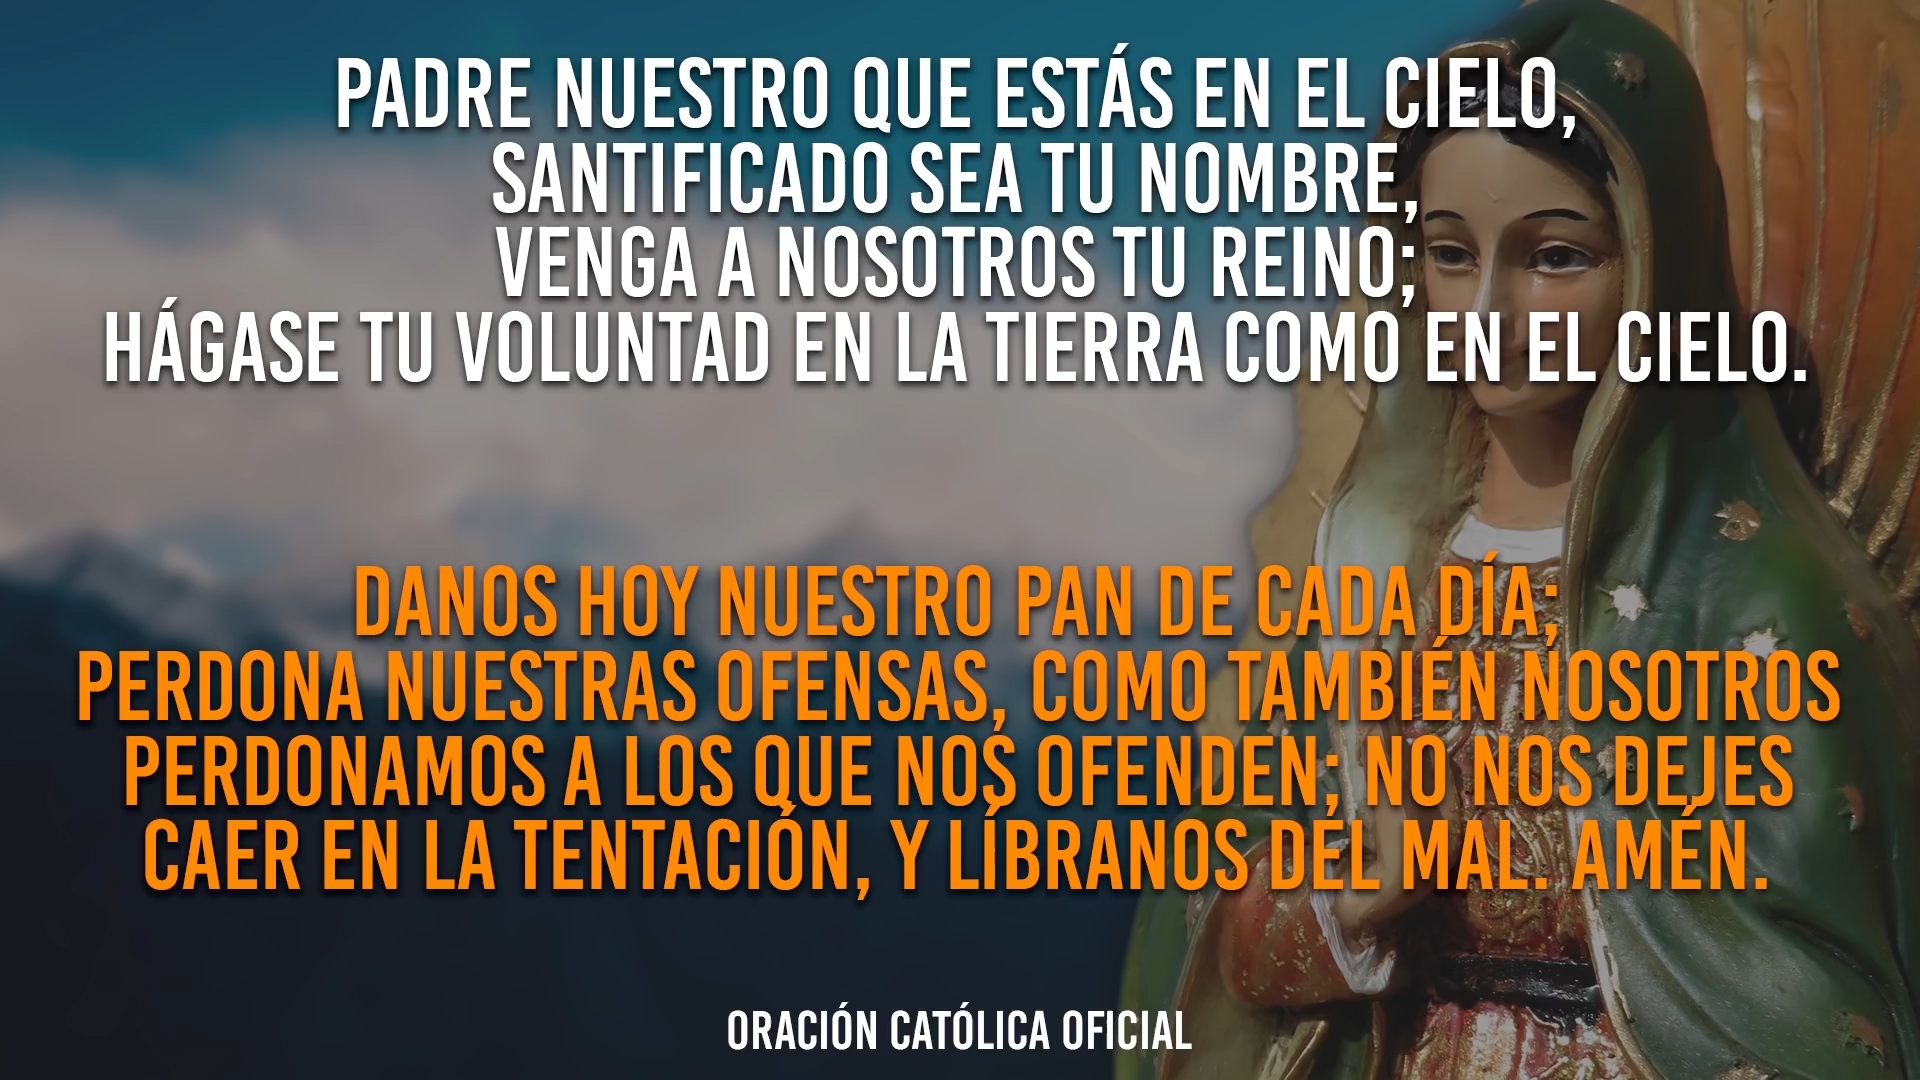 PADRE NUESTRO QUE ESTÁS EN EL CIELO,
SANTIFICADO SEA TU NOMBRE,
VENGA A NOSOTROS TU REINO;
HÁGASE TU VOLUNTAD EN LA TIERRA COMO EN EL CIELO.
DANOS HOY NUESTRO PAN DE CADA DÍA;
PERDONA NUESTRAS OFENSAS, COMO TAMBIÉN NOSOTROS
PERDONAMOS A LOS QUE NOS OFENDEN; NO NOS DEJES
CAER EN LA TENTACIÓN, Y LÍBRANOS DEL MAL. AMÉN.
ORACIÓN CATÓLICA OFICIAL